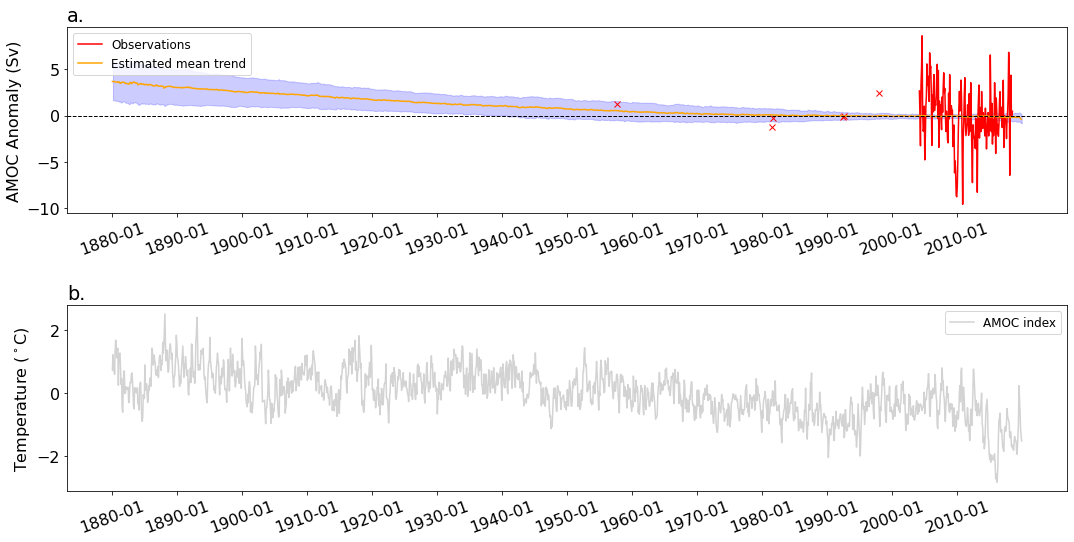 a.
Observations
Estimated mean trend
AMOC Anomaly (Sv)
5
0
−5
−10
1880-01 1890-01 1900-01 1910-01 1920-01 1930-01 1940-01 1950-01 1960-01 1970-01 1980-01 1990-01 2000-01 2010-01
b.
AMOC index
Temperature (°C)
2
0
−2
1880-01 1890-01 1900-01 1910-01 1920-01 1930-01 1940-01 1950-01 1960-01 1970-01 1980-01 1990-01 2000-01 2010-01